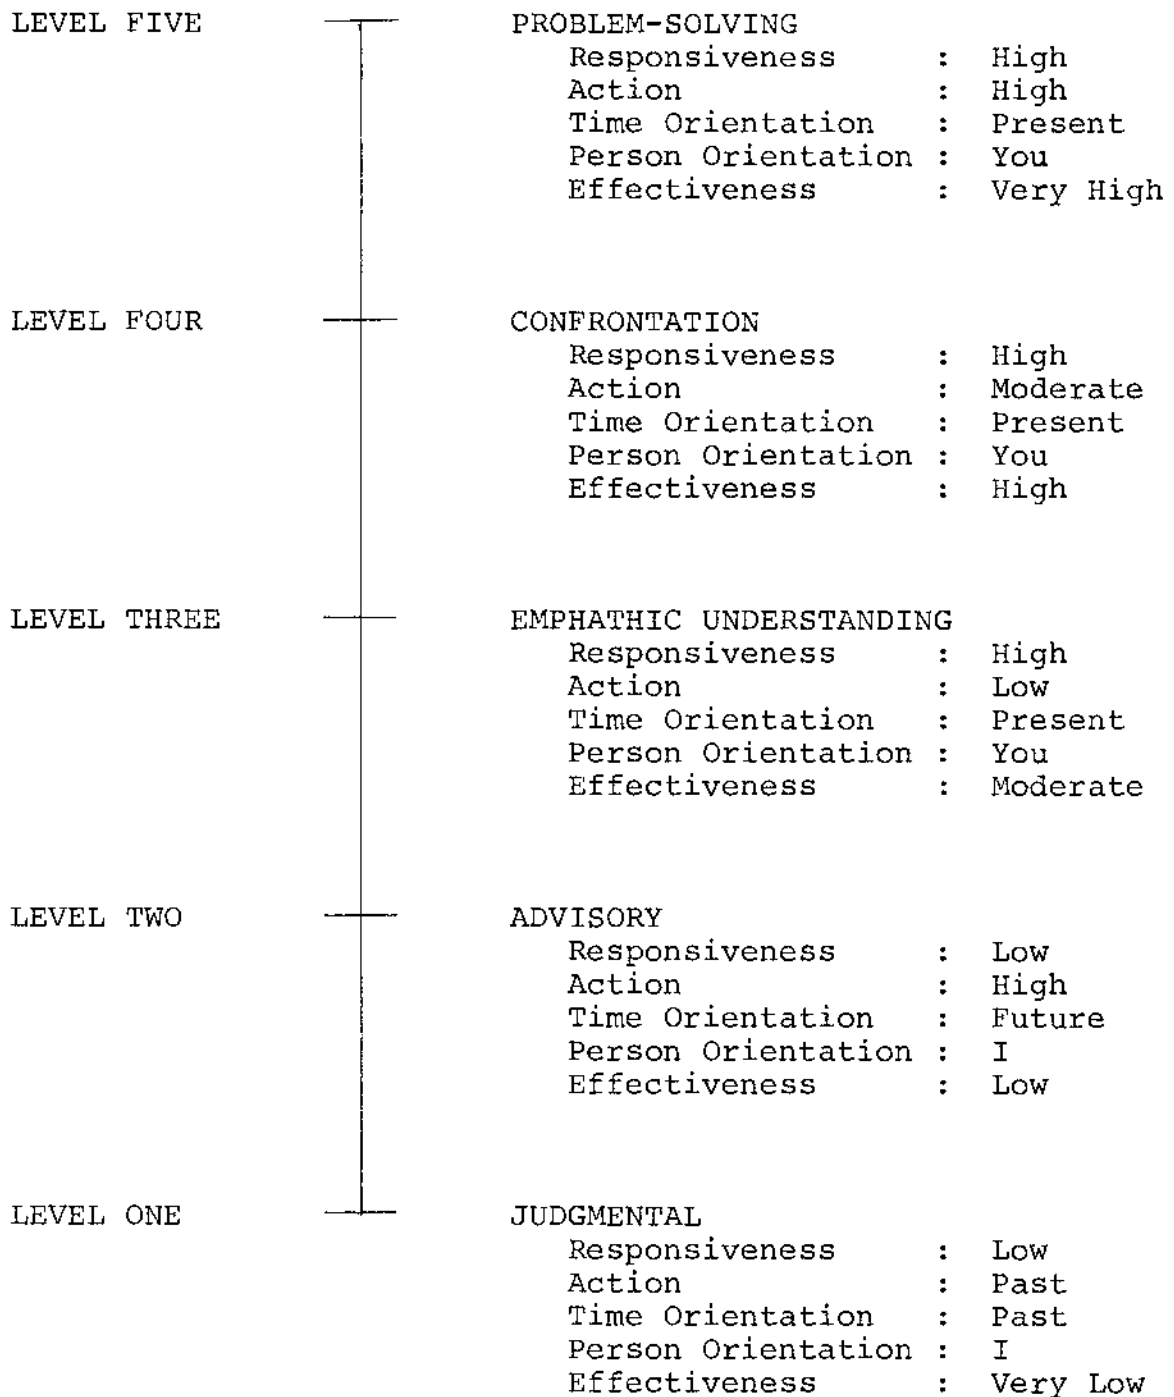 LEVEL FIVE PROBLEM-SOLVING
Responsiveness : High
Action : High
Time Orientation : Present
Person Orientation : You
Effectiveness : Very High
LEVEL FOUR CONFRONTATION
Responsiveness : High
Action : Moderate
Time Orientation : Present
Person Orientation : You
Effectiveness : High
LEVEL THREE EMPHATHIC UNDERSTANDING
Responsiveness : High
Action : Low
Time Orientation : Present
Person Orientation : You
Effectiveness : Moderate
LEVEL TWO ADVISORY
Responsiveness : Low
Action : High
Time Orientation : Future
Person Orientation : I
Effectiveness : Low
LEVEL ONE JUDGMENTAL
Responsiveness : Low
Action : Past
Time Orientation : Past
Person Orientation : I
Effectiveness : Very Low